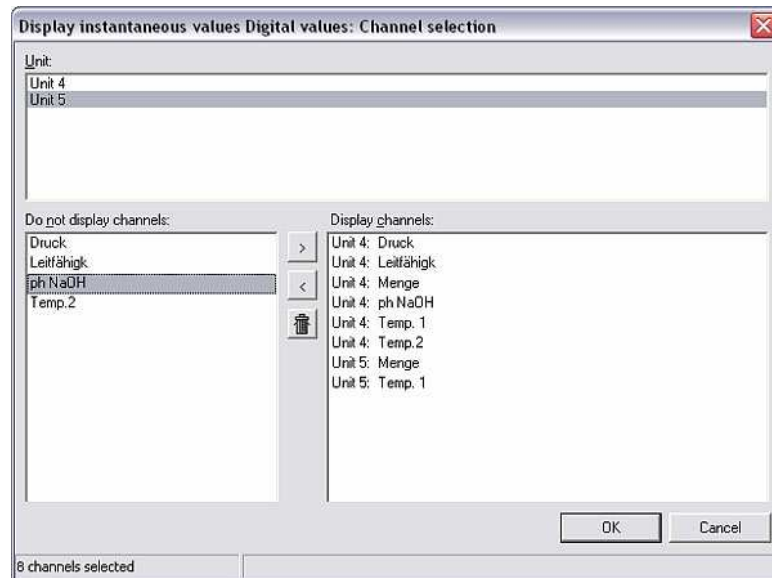 Display instantaneous values Digital values: Channel selection
Unit:
Unit 4
Unit 5
Do not display channels:
Druck
Leitfähigk
ph NaOH
Temp.2
>
<
Display channels:
Unit 4: Druck
Unit 4: Leitfähigk
Unit 4: Menge
Unit 4: ph NaOH
Unit 4: Temp. 1
Unit 4: Temp.2
Unit 5: Menge
Unit 5: Temp. 1
OK
Cancel
8 channels selected